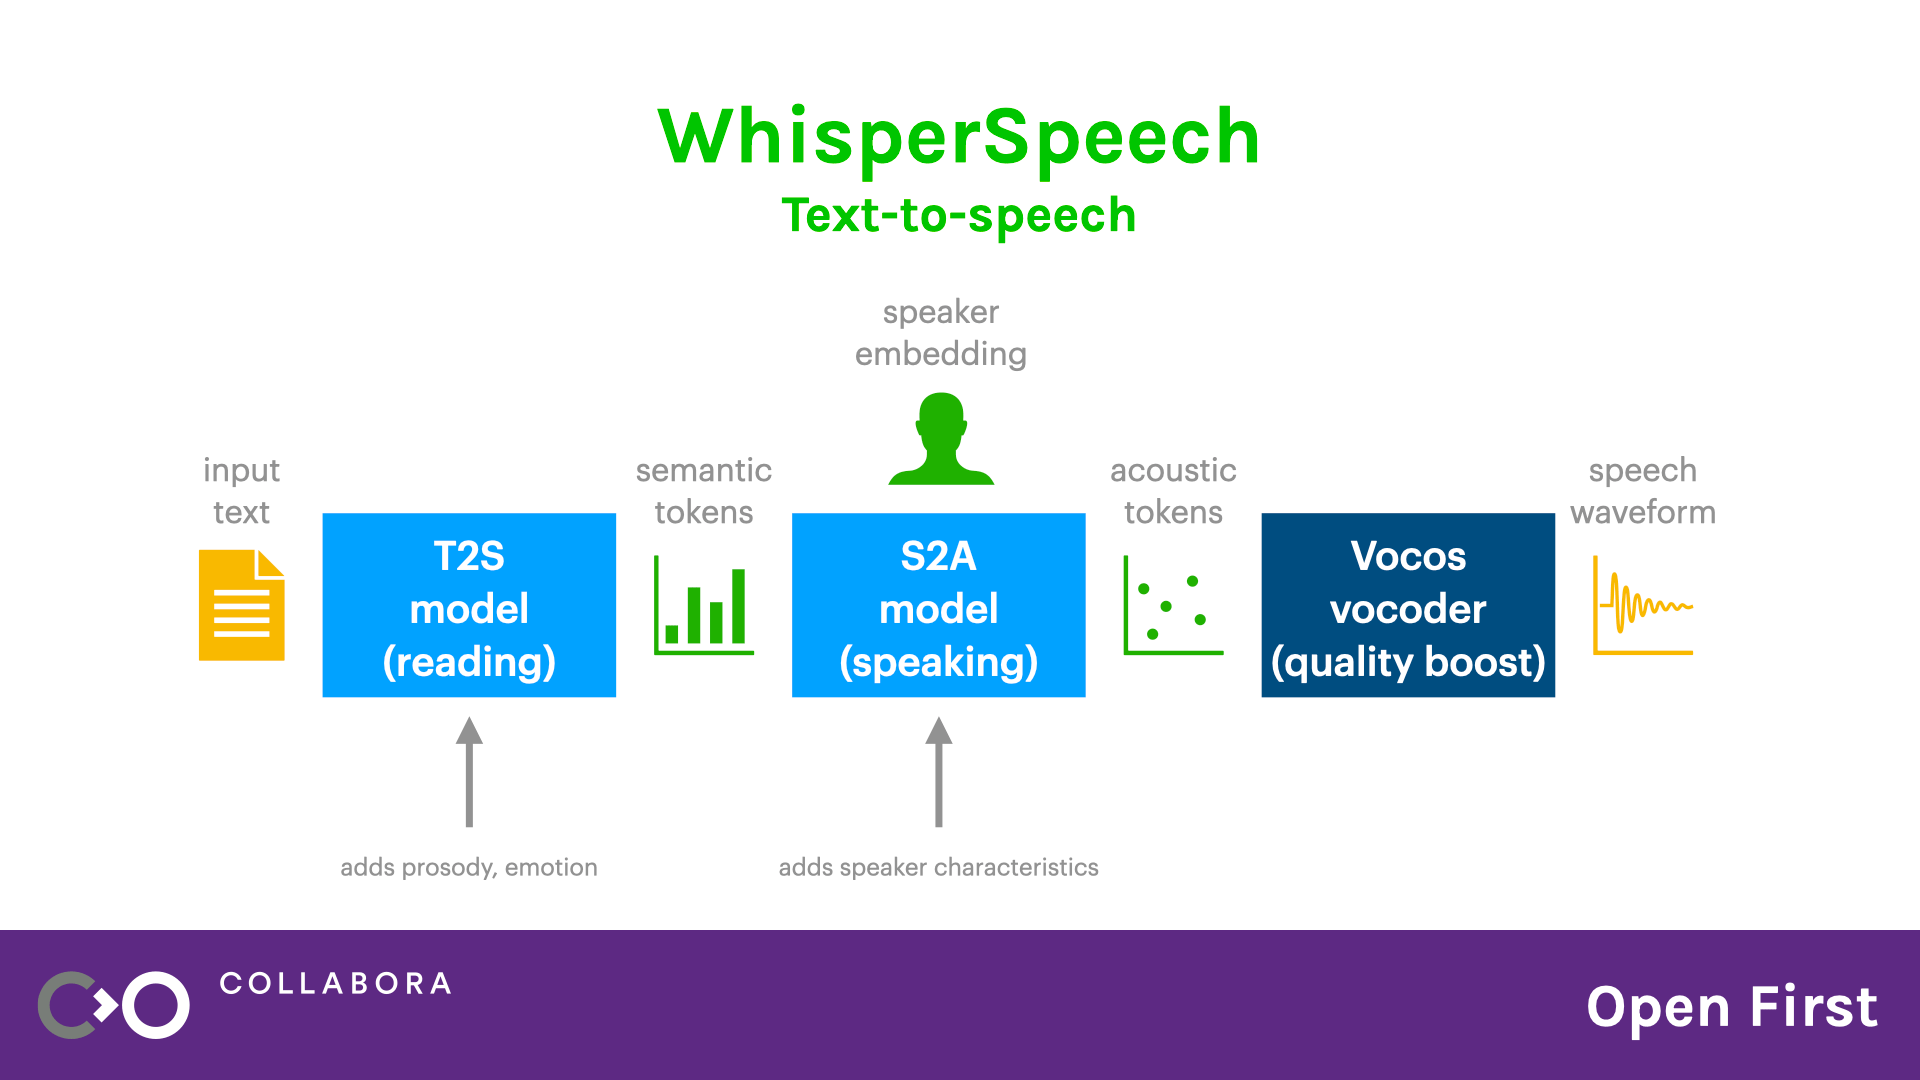 WhisperSpeech
Text-to-speech
speaker
embedding
input
text
T2S
model
(reading)
semantic
tokens
S2A
model
(speaking)
acoustic
tokens
Vocos
vocoder
(quality boost)
speech
waveform
adds prosody, emotion
adds speaker characteristics
COLLABORA
Open First